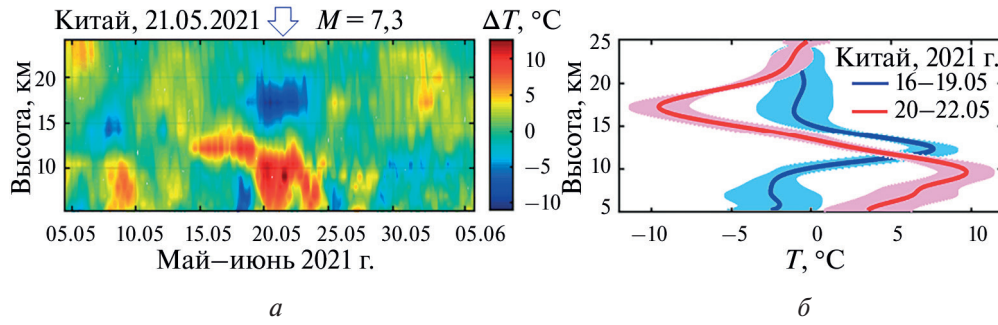 Китай, 21.05.2021 M = 7,3
ΔT, °C
Высота, км
20
15
10
5
05.05 10.05 15.05 20.05 25.05 30.05 05.06
Май–июнь 2021 г.
10
5
0
−5
−10
а
Китай, 2021 г.
16–19.05
20–22.05
Высота, км
25
20
15
10
5
−10 −5 0 5 10
T, °C
б